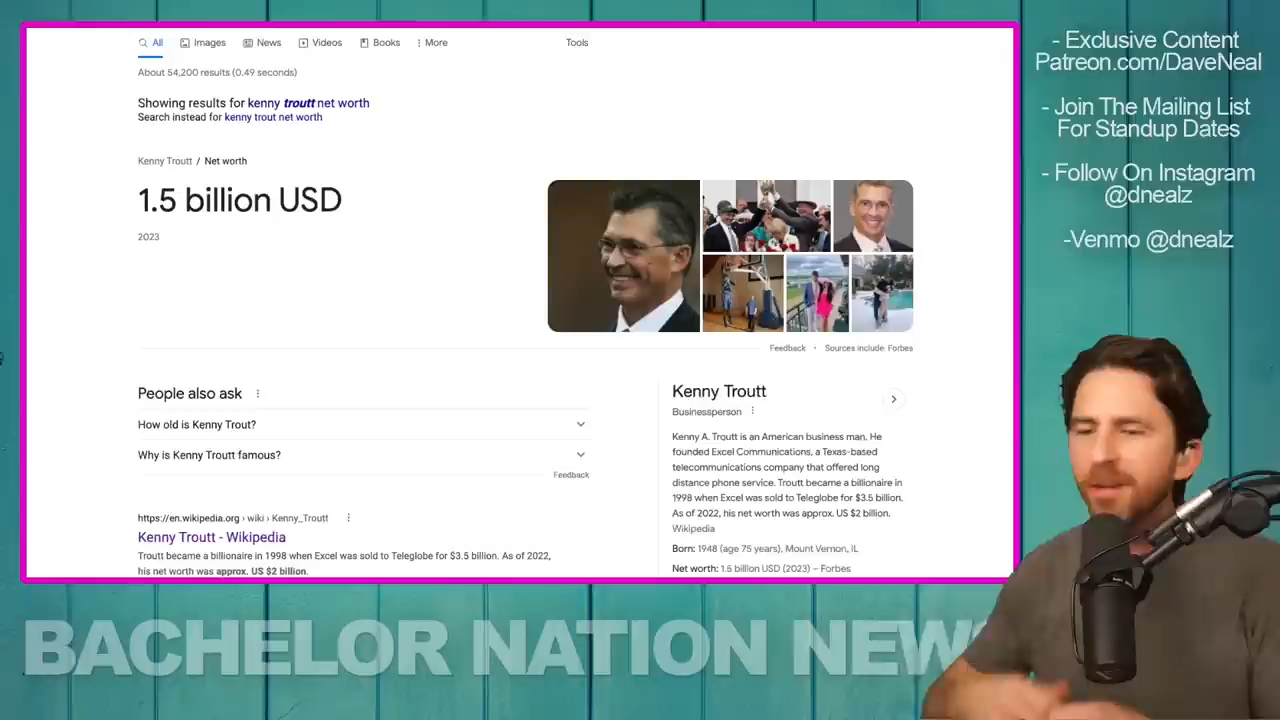 All Images News Videos Books More Tools
About 54,200 results (0.49 seconds)
Showing results for kenny troutt net worth
Search instead for kenny trout net worth
Kenny Troutt / Net worth
1.5 billion USD
2023
Feedback · Sources include: Forbes
People also ask
How old is Kenny Trout?
Why is Kenny Troutt famous?
Feedback
https://en.wikipedia.org › wiki › Kenny_Troutt
Kenny Troutt - Wikipedia
Troutt became a billionaire in 1998 when Excel was sold to Teleglobe for $3.5 billion. As of 2022,
his net worth was approx. US $2 billion.
Kenny Troutt
Businessperson
Kenny A. Troutt is an American business man. He
founded Excel Communications, a Texas-based
telecommunications company that offered long
distance phone service. Troutt became a billionaire in
1998 when Excel was sold to Teleglobe for $3.5 billion.
As of 2022, his net worth was approx. US $2 billion.
Wikipedia
Born: 1948 (age 75 years), Mount Vernon, IL
Net worth: 1.5 billion USD (2023) – Forbes
- Exclusive Content
Patreon.com/DaveNeal
- Join The Mailing List
For Standup Dates
- Follow On Instagram
@dnealz
-Venmo @dnealz
BACHELOR NATION NEWS